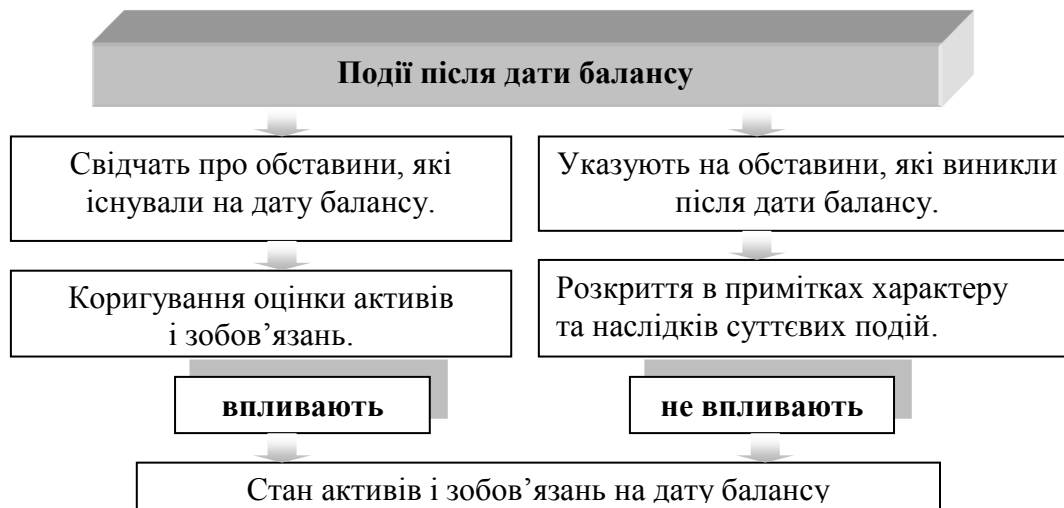 Події після дати балансу
Свідчать про обставини, які
існували на дату балансу.
Указують на обставини, які виникли
після дати балансу.
Коригування оцінки активів
і зобов’язань.
Розкриття в примітках характеру
та наслідків суттєвих подій.
впливають
не впливають
Стан активів і зобов’язань на дату балансу